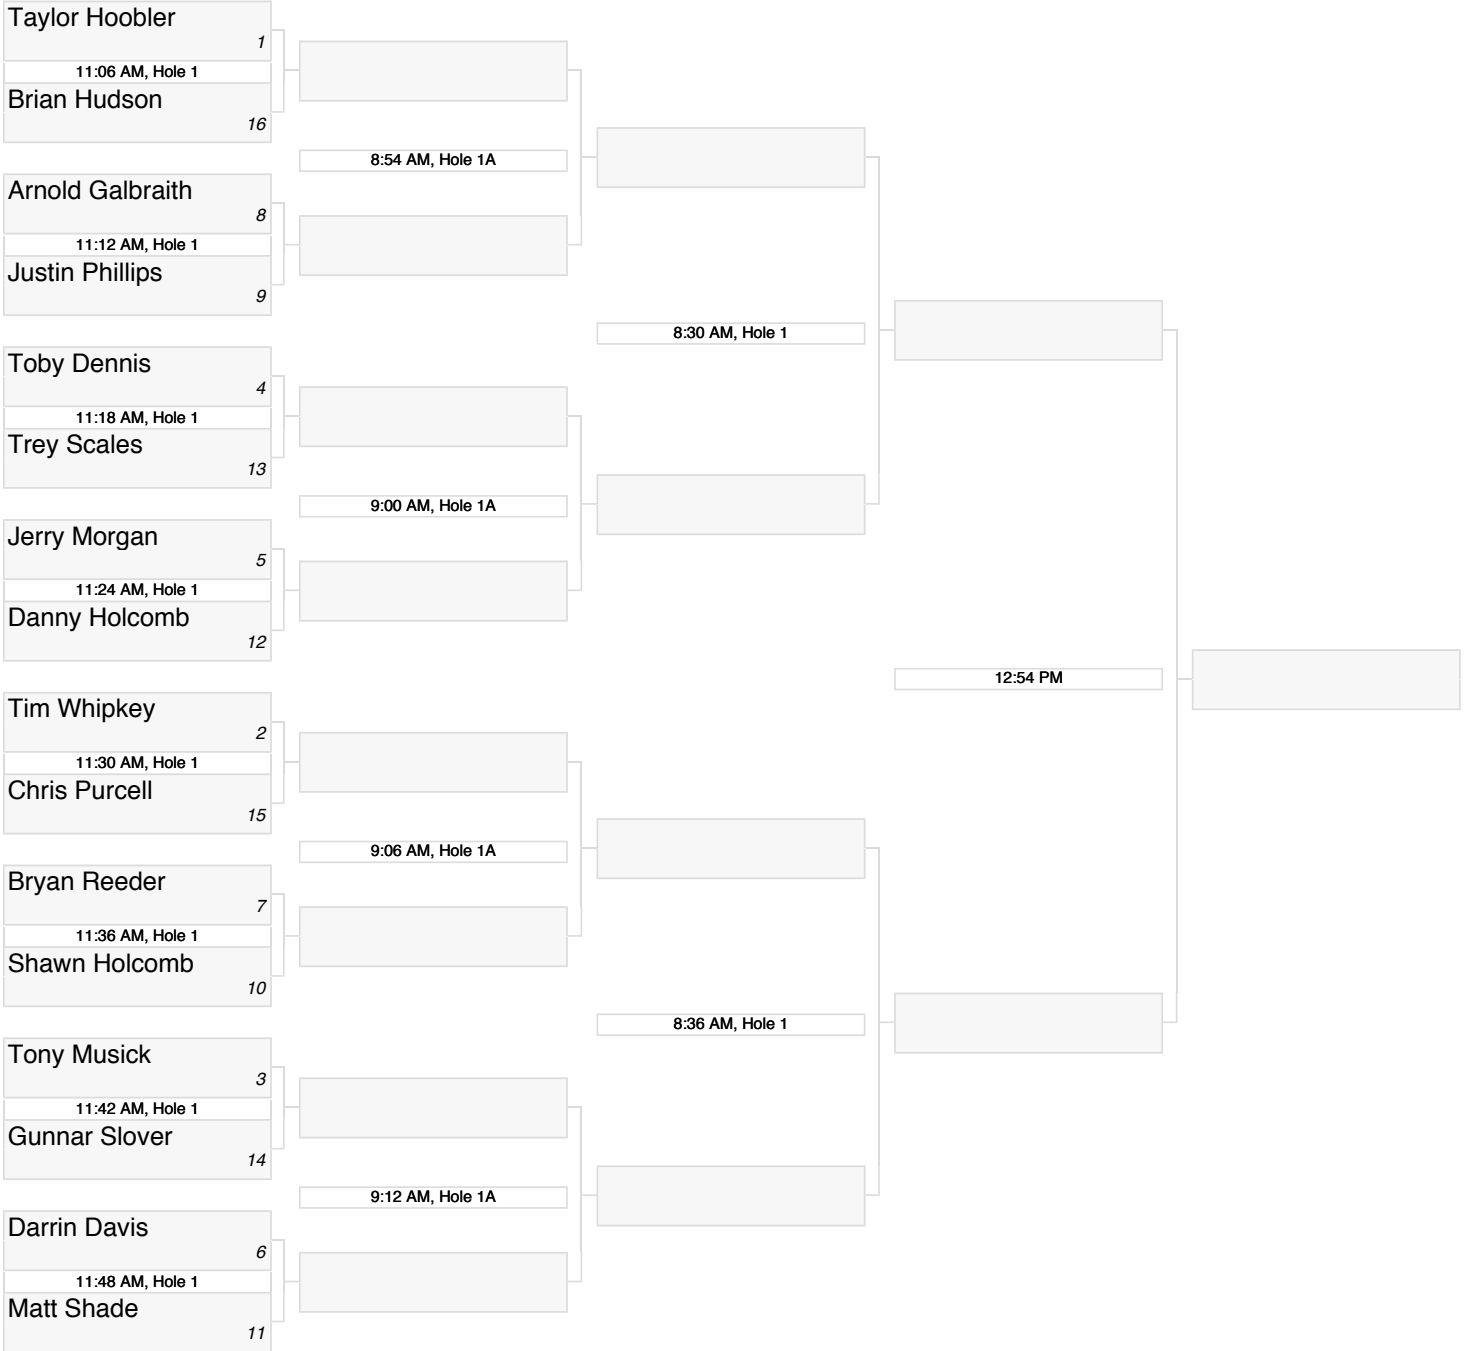 Taylor Hoobler
1
11:06 AM, Hole 1
Brian Hudson
16
8:54 AM, Hole 1A
Arnold Galbraith
8
11:12 AM, Hole 1
Justin Phillips
9
8:30 AM, Hole 1
Toby Dennis
4
11:18 AM, Hole 1
Trey Scales
13
9:00 AM, Hole 1A
Jerry Morgan
5
11:24 AM, Hole 1
Danny Holcomb
12
12:54 PM
Tim Whipkey
2
11:30 AM, Hole 1
Chris Purcell
15
9:06 AM, Hole 1A
Bryan Reeder
7
11:36 AM, Hole 1
Shawn Holcomb
10
8:36 AM, Hole 1
Tony Musick
3
11:42 AM, Hole 1
Gunnar Slover
14
9:12 AM, Hole 1A
Darrin Davis
6
11:48 AM, Hole 1
Matt Shade
11